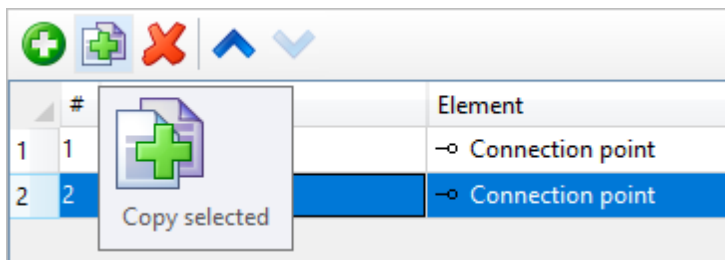 # Element
1 1 Connection point
2 2 Connection point
Copy selected